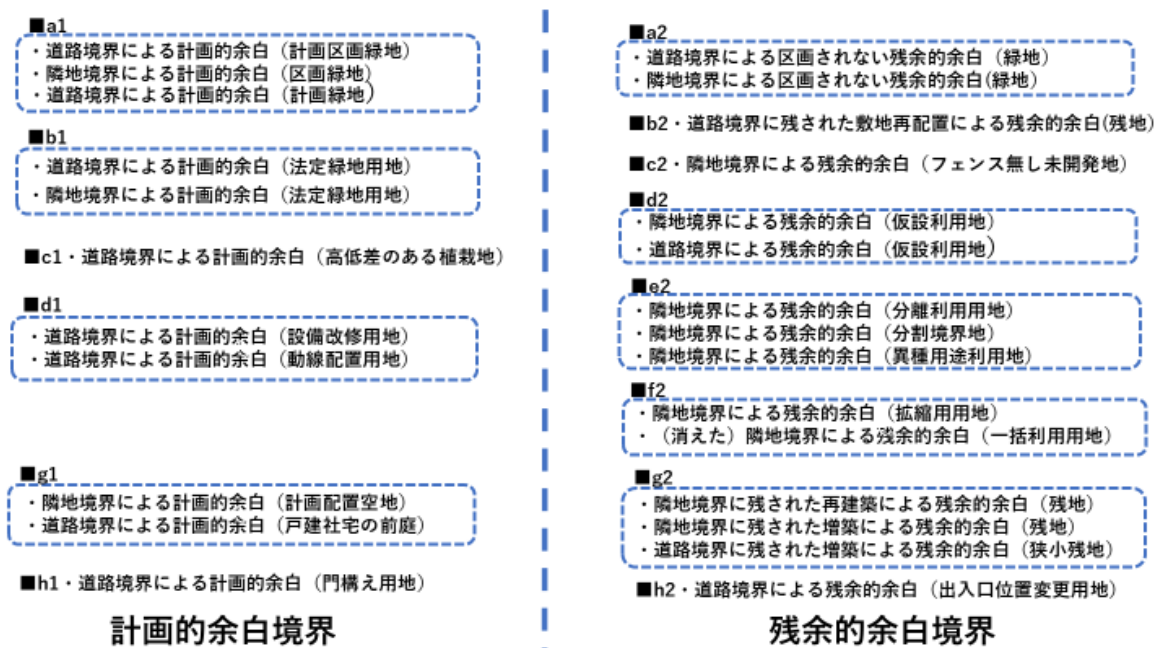 ■a1
・道路境界による計画的余白（計画区画緑地）
・隣地境界による計画的余白（区画緑地)
・道路境界による計画的余白（計画緑地)
■b1
・道路境界による計画的余白（法定緑地用地）
・隣地境界による計画的余白（法定緑地用地）
■c1・道路境界による計画的余白（高低差のある植栽地）
■d1
・道路境界による計画的余白（設備改修用地）
・道路境界による計画的余白（動線配置用地）
■g1
・隣地境界による計画的余白（計画配置空地）
・道路境界による計画的余白（戸建社宅の前庭）
■h1・道路境界による計画的余白（門構え用地）
計画的余白境界
■a2
・道路境界による区画されない残余的余白（緑地）
・隣地境界による区画されない残余的余白(緑地）
■b2・道路境界に残された敷地再配置による残余的余白(残地）
■c2・隣地境界による残余的余白（フェンス無し未開発地）
■d2
・隣地境界による残余的余白（仮設利用地）
・道路境界による残余的余白（仮設利用地)
■e2
・隣地境界による残余的余白（分離利用用地）
・隣地境界による残余的余白（分割境界地）
・隣地境界による残余的余白（異種用途利用地）
■f2
・隣地境界による残余的余白（拡縮用用地）
・（消えた）隣地境界による残余的余白（一括利用用地）
■g2
・隣地境界に残された再建築による残余的余白（残地）
・隣地境界に残された増築による残余的余白（残地）
・道路境界に残された増築による残余的余白（狭小残地）
■h2・道路境界による残余的余白（出入口位置変更用地）
残余的余白境界